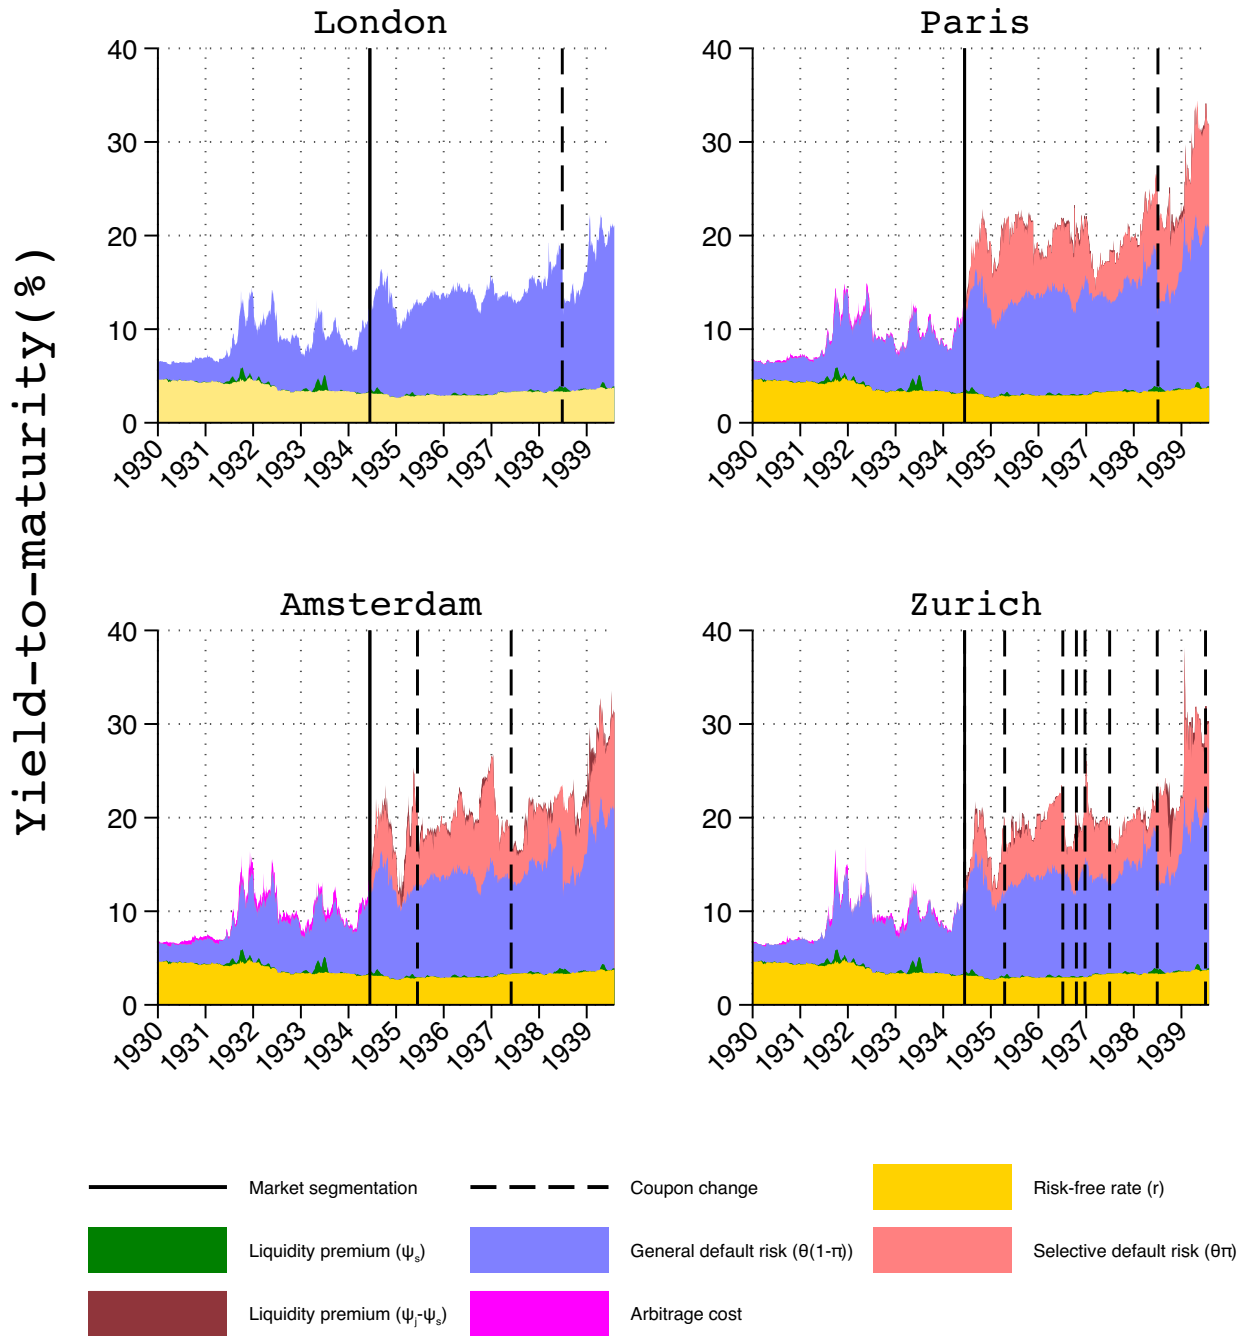 London
Paris
40
30
20
10
0
1930 1931 1932 1933 1934 1935 1936 1937 1938 1939
40
30
20
10
0
1930 1931 1932 1933 1934 1935 1936 1937 1938 1939
Yield-to-maturity(%)
Amsterdam
Zurich
40
30
20
10
0
1930 1931 1932 1933 1934 1935 1936 1937 1938 1939
40
30
20
10
0
1930 1931 1932 1933 1934 1935 1936 1937 1938 1939
Market segmentation
Coupon change
Risk-free rate (r)
Liquidity premium (ψs)
General default risk (θ(1-π))
Selective default risk (θπ)
Liquidity premium (ψj-ψs)
Arbitrage cost